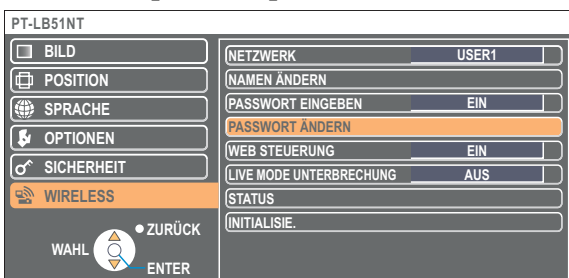 PT-LB51NT
BILD
POSITION
SPRACHE
OPTIONEN
SICHERHEIT
WIRELESS
ZURÜCK
WAHL
ENTER
NETZWERK USER1
NAMEN ÄNDERN
PASSWORT EINGEBEN EIN
PASSWORT ÄNDERN
WEB STEUERUNG EIN
LIVE MODE UNTERBRECHUNG AUS
STATUS
INITIALISIE.